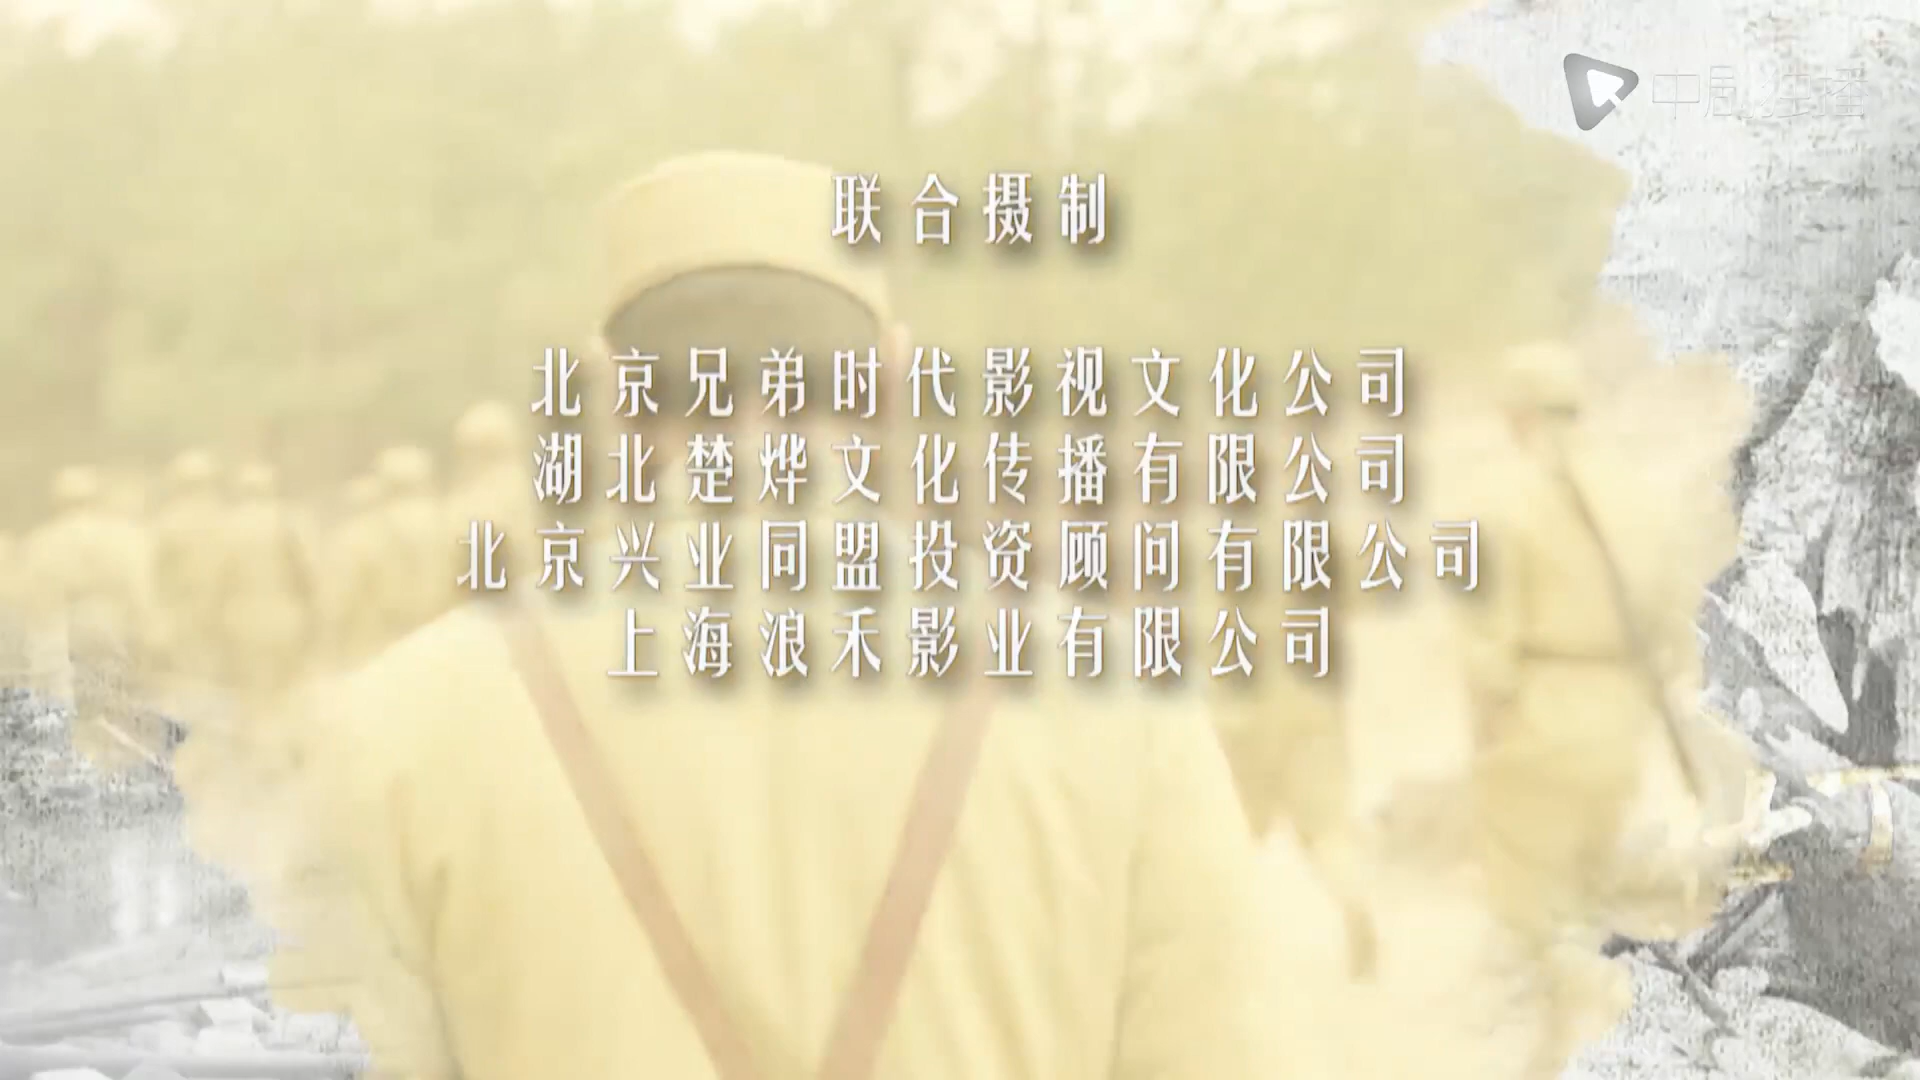 中剧独播
联合摄制
北京兄弟时代影视文化公司
湖北楚烨文化传播有限公司
北京兴业同盟投资顾问有限公司
上海浪禾影业有限公司